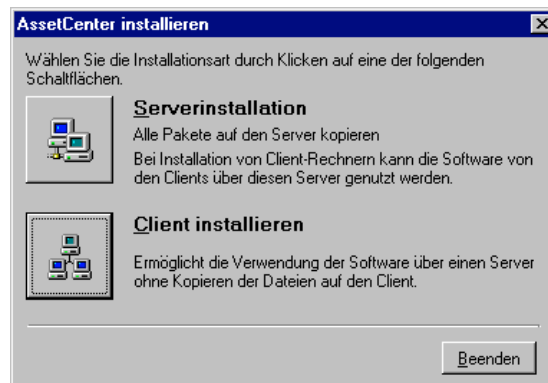 AssetCenter installieren
Wählen Sie die Installationsart durch Klicken auf eine der folgenden
Schaltflächen.
Serverinstallation
Alle Pakete auf den Server kopieren
Bei Installation von Client-Rechnern kann die Software von
den Clients über diesen Server genutzt werden.
Client installieren
Ermöglicht die Verwendung der Software über einen Server
ohne Kopieren der Dateien auf den Client.
Beenden